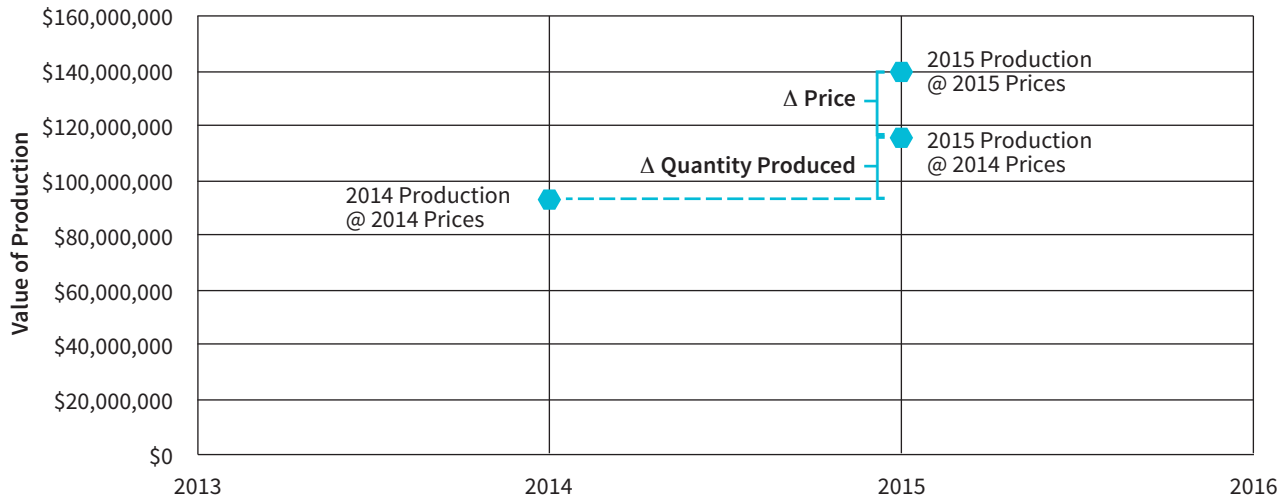 $160,000,000
$140,000,000
$120,000,000
$100,000,000
$80,000,000
$60,000,000
$40,000,000
$20,000,000
$0
Value of Production
2013
2014
2015
2016
2014 Production
@ 2014 Prices
Δ Price
Δ Quantity Produced
2015 Production
@ 2015 Prices
2015 Production
@ 2014 Prices